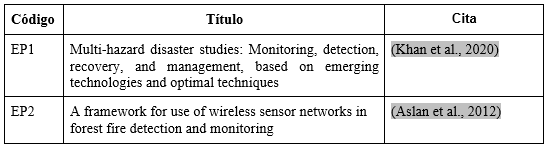 Código Título Cita
EP1 Multi-hazard disaster studies: Monitoring, detection, (Khan et al., 2020)
recovery, and management, based on emerging
technologies and optimal techniques
EP2 A framework for use of wireless sensor networks in (Aslan et al., 2012)
forest fire detection and monitoring